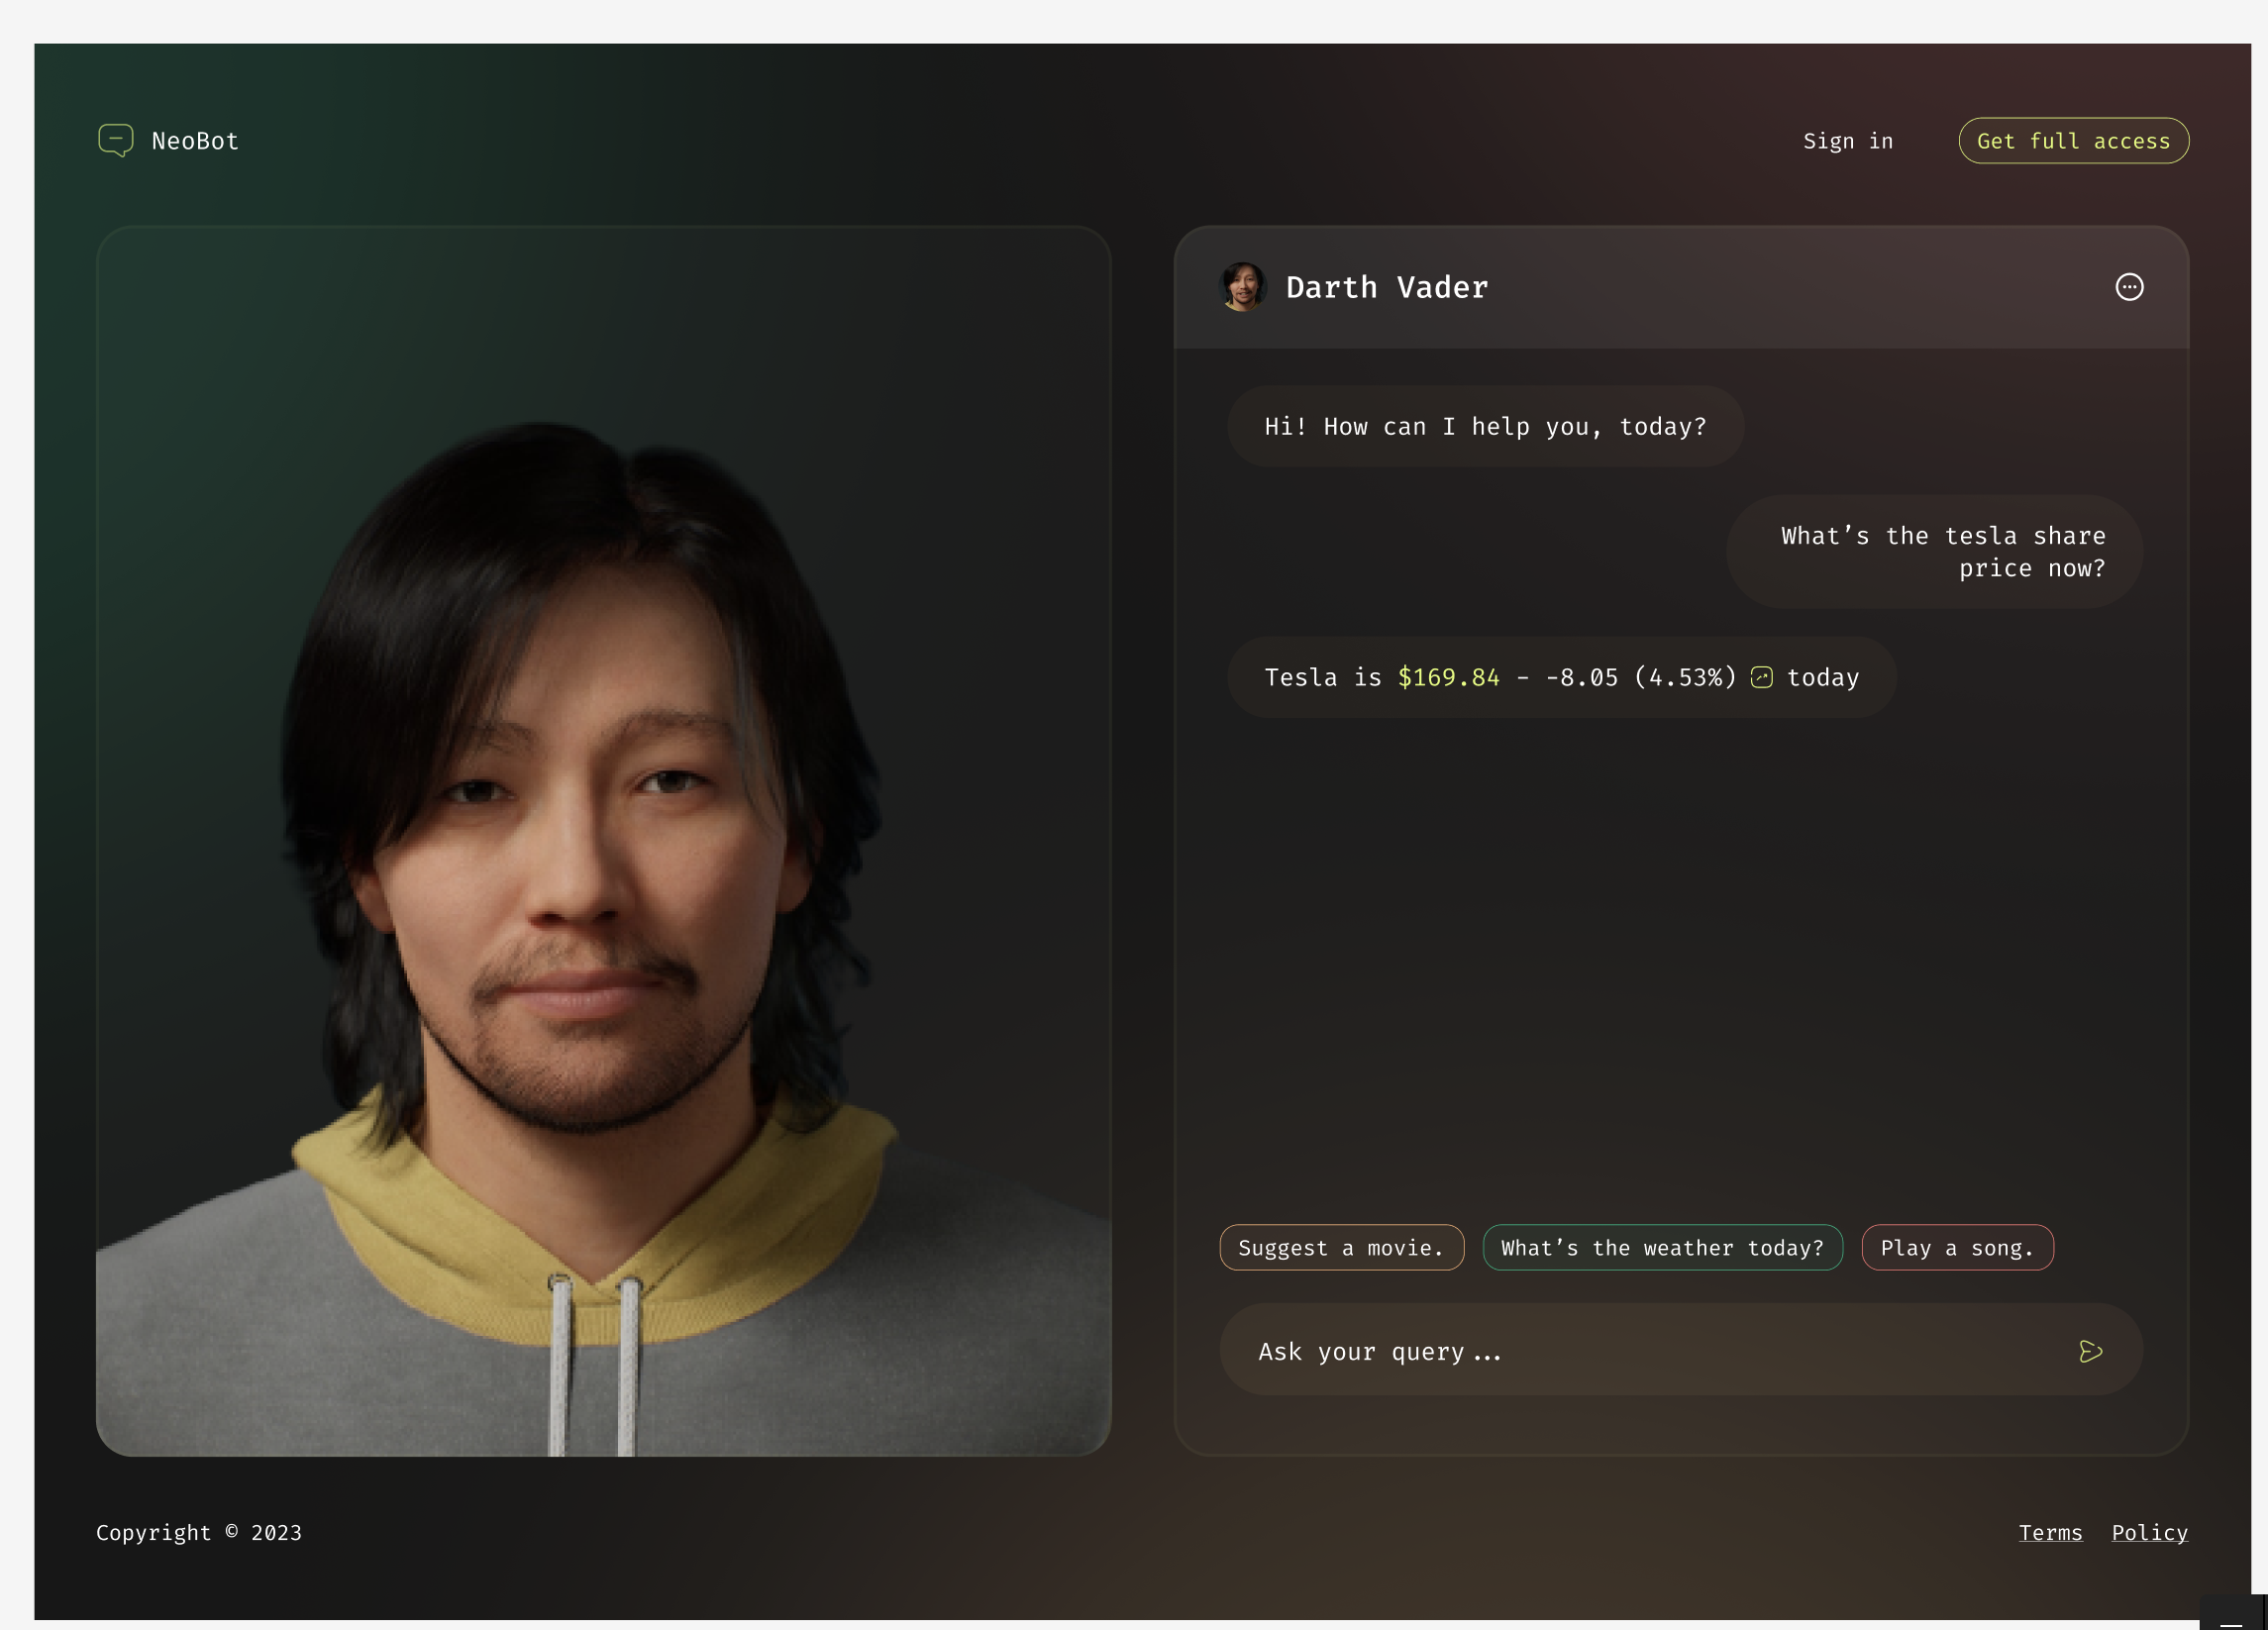 NeoBot
Sign in
Get full access
Darth Vader
Hi! How can I help you, today?
What’s the tesla share
price now?
Tesla is $169.84 - -8.05 (4.53%) today
Suggest a movie.
What’s the weather today?
Play a song.
Ask your query...
Copyright © 2023
Terms
Policy